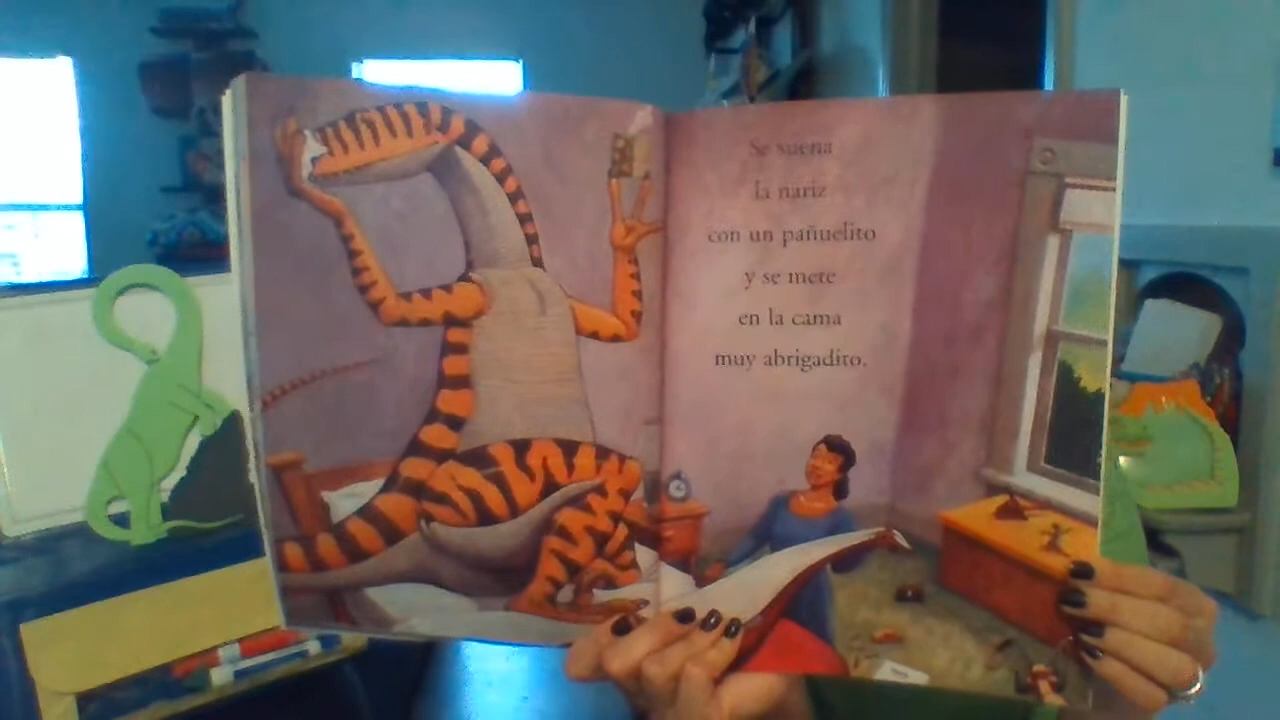 Se suena
la nariz
con un pañuelito
y se mete
en la cama
muy abrigadito.